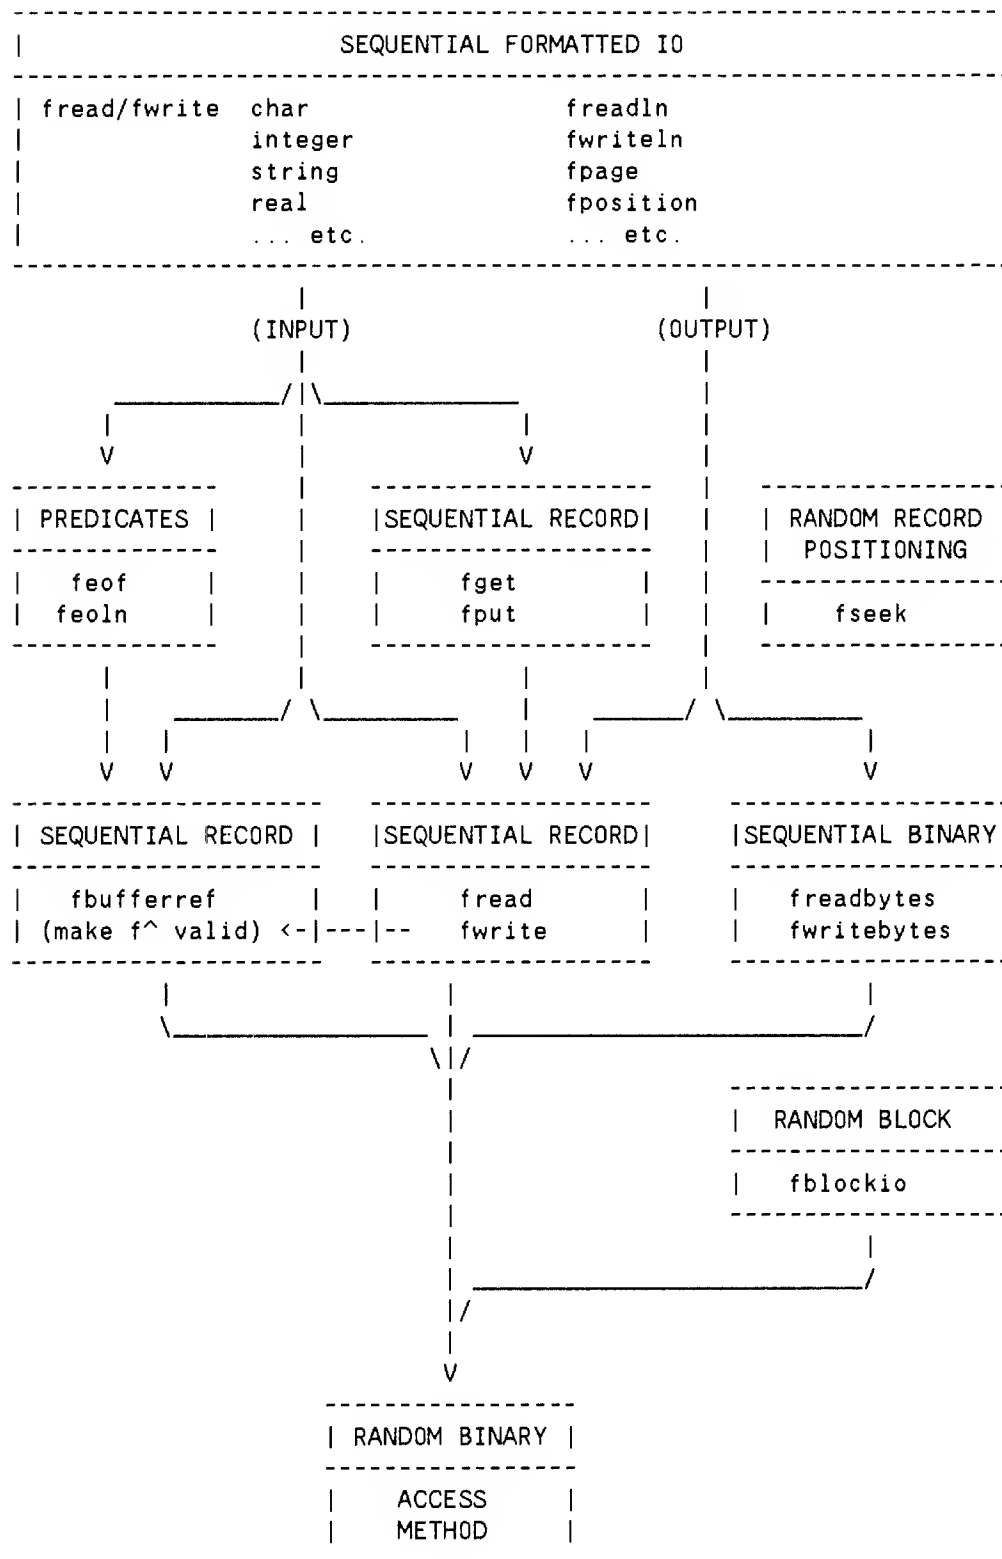 SEQUENTIAL FORMATTED IO
fread/fwrite char freadln
integer fwriteln
string fpage
real fposition
... etc. ... etc.
(INPUT) (OUTPUT)
PREDICATES SEQUENTIAL RECORD RANDOM RECORD
POSITIONING
feof fget
feoln fput fseek
SEQUENTIAL RECORD SEQUENTIAL RECORD SEQUENTIAL BINARY
fbufferref fread freadbytes
(make f^ valid) <-|---|-- fwrite fwritebytes
RANDOM BLOCK
fblockio
RANDOM BINARY
ACCESS
METHOD